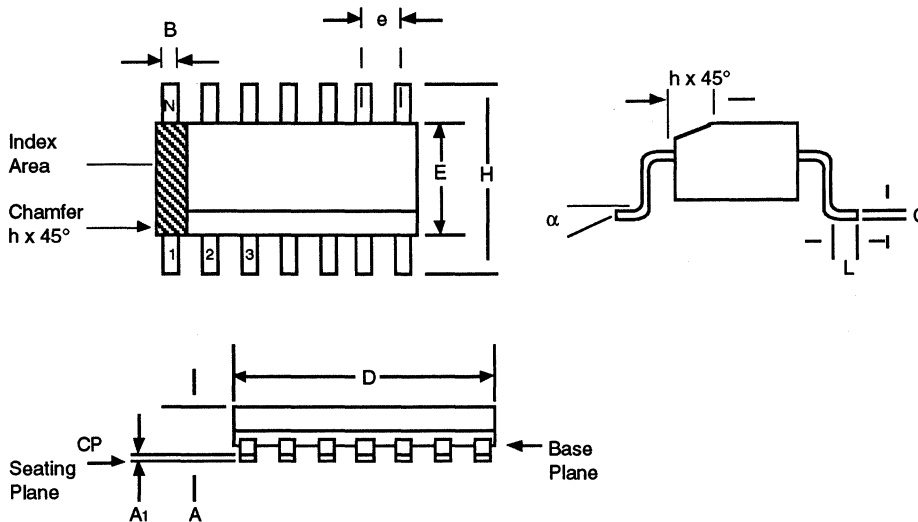 B
e
h x 45°
N
Index
Area
E
H
Chamfer
h x 45°
α
1
2
3
L
D
CP
Seating
Plane
Base
Plane
A1
A